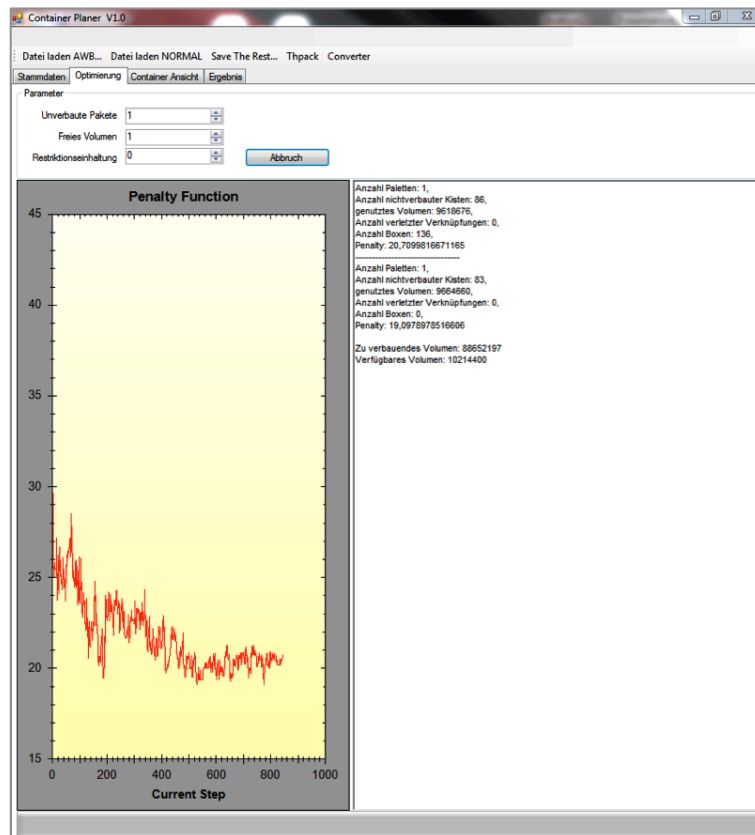 Container Planer V1.0
Datei laden AWB... Datei laden NORMAL Save The Rest... Thpack Converter
Stammdaten Optimierung Container Ansicht Ergebnis
Parameter
Unverbaute Pakete 1
Freies Volumen 1
Restriktionseinhaltung 0 Abbruch
Penalty Function
45
40
35
30
25
20
15
0 200 400 600 800 1000
Current Step
Anzahl Paletten: 1,
Anzahl nichtverbauter Kisten: 86,
genutztes Volumen: 9618676,
Anzahl verletzter Verknüpfungen: 0,
Anzahl Boxen: 136,
Penalty: 20,7099816671165
--------------------------------
Anzahl Paletten: 1,
Anzahl nichtverbauter Kisten: 83,
genutztes Volumen: 9664660,
Anzahl verletzter Verknüpfungen: 0,
Anzahl Boxen: 0,
Penalty: 19,0978978516606
Zu verbauendes Volumen: 88652197
Verfügbares Volumen: 10214400